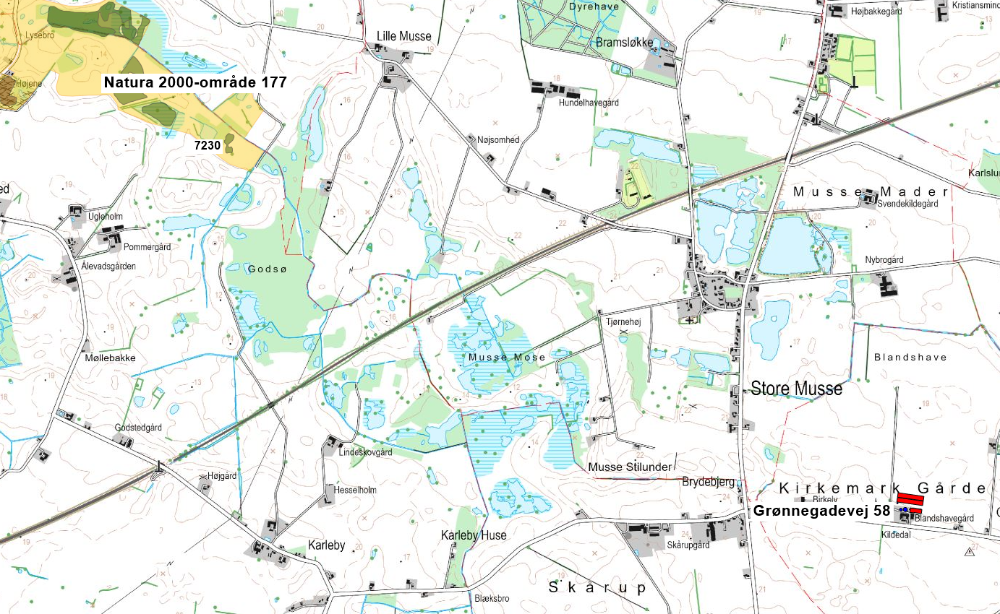 Dyrehave
Højbakkegård
Kristiansmind
Lysebro
Lille Musse
Bramsløkke
Højene
Natura 2000-område 177
Hundelhavegård
7230
Nøjsomhed
Karlslu
Musse Mader
Svendekildegård
Ugleholm
Pommergård
Ålevadsgården
Godsø
Nybrogård
Tjørnehøj
Møllebakke
Musse Mose
Blandshave
Store Musse
Godstedgård
Lindeskovgård
Højgård
Musse Stilunder
Brydebjerg
Hesselholm
Kirkemark Gårde
Birkely
Grønnegadevej 58
Blandshavegård
Karleby Huse
Kildedal
Karleby
Skårupgård
Skårup
Blæksbro